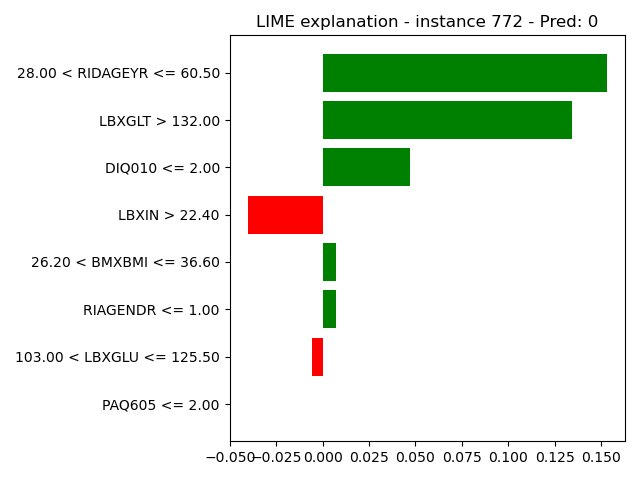 LIME explanation - instance 772 - Pred: 0
28.00 < RIDAGEYR <= 60.50
LBXGLT > 132.00
DIQ010 <= 2.00
LBXIN > 22.40
26.20 < BMXBMI <= 36.60
RIAGENDR <= 1.00
103.00 < LBXGLU <= 125.50
PAQ605 <= 2.00
−0.050 −0.025 0.000 0.025 0.050 0.075 0.100 0.125 0.150